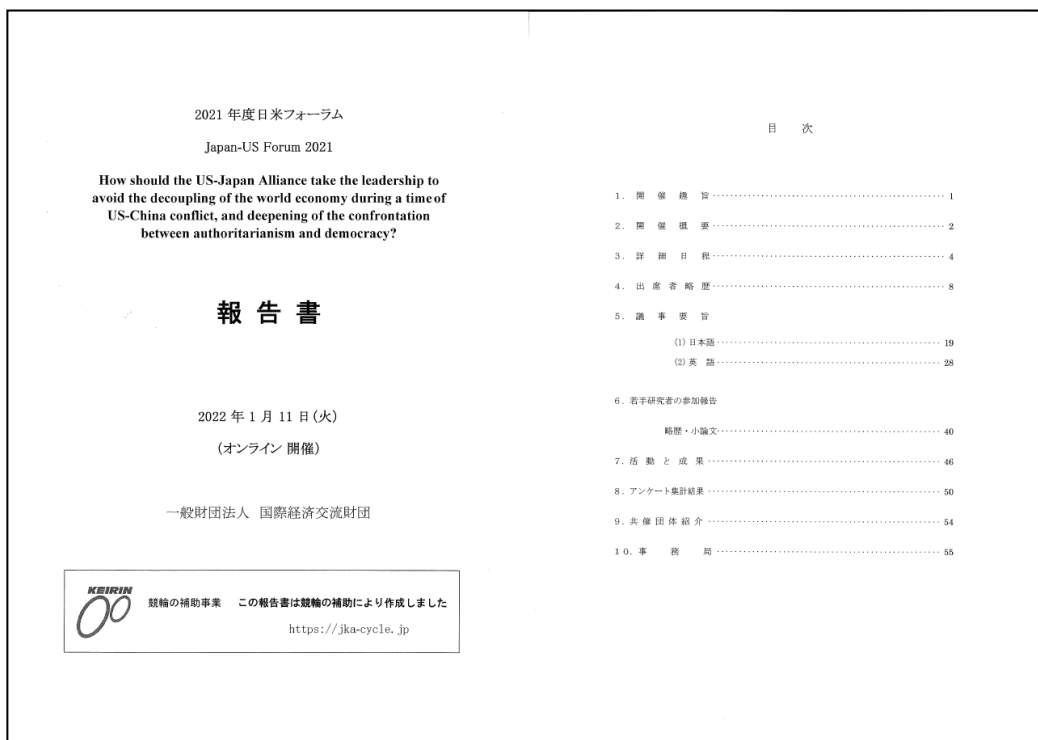 2021 年度日米フォーラム
Japan-US Forum 2021
How should the US-Japan Alliance take the leadership to
avoid the decoupling of the world economy during a time of
US-China conflict, and deepening of the confrontation
between authoritarianism and democracy?
報 告 書
2022 年 1 月 11 日(火)
(オンライン 開催)
一般財団法人 国際経済交流財団
KEIRIN
競輪の補助事業 この報告書は競輪の補助により作成しました
https://jka-cycle.jp
目 次
1. 開 催 趣 旨 ……………………………………………… 1
2. 開 催 概 要 ……………………………………………… 2
3. 詳 細 日 程 ……………………………………………… 4
4. 出 席 者 略 歴 ……………………………………………… 8
5. 議 事 要 旨
(1) 日本語 ……………………………………………… 19
(2) 英 語 ……………………………………………… 28
6. 若手研究者の参加報告
略歴・小論文 ……………………………………………… 40
7. 活 動 と 成 果 ……………………………………………… 46
8. アンケート集計結果 ……………………………………………… 50
9. 共 催 団 体 紹 介 ……………………………………………… 54
10. 事 務 局 ……………………………………………… 55